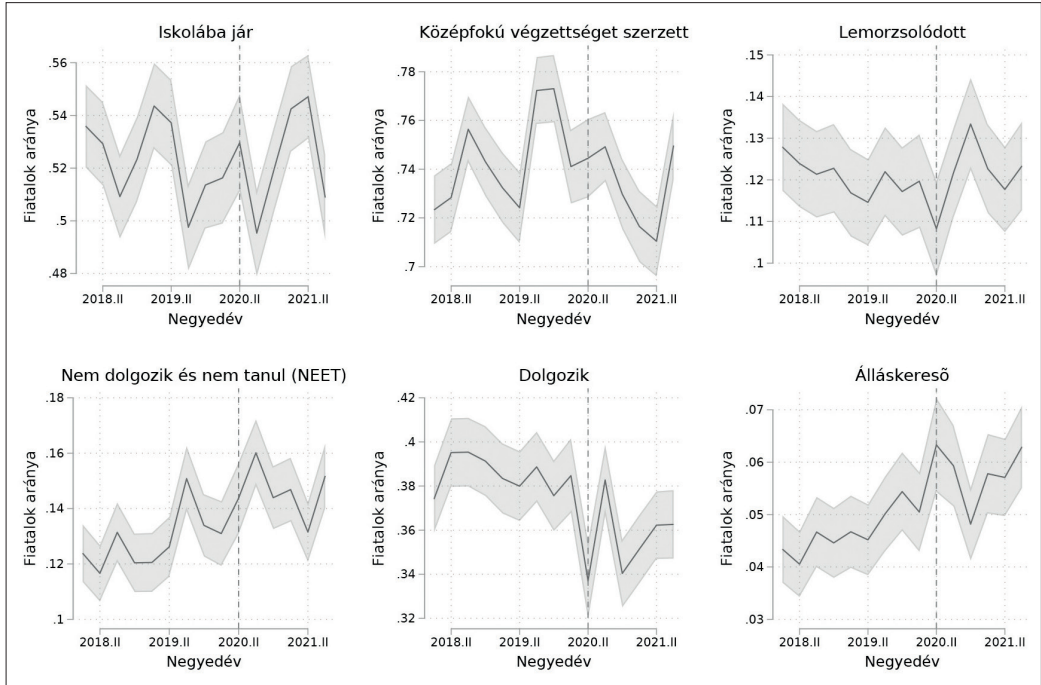 Iskolába jár
Fiatalok aránya
.56
.54
.52
.5
.48
2018.II 2019.II 2020.II 2021.II
Negyedév
Középfokú végzettséget szerzett
Fiatalok aránya
.78
.76
.74
.72
.7
2018.II 2019.II 2020.II 2021.II
Negyedév
Lemorzsolódott
Fiatalok aránya
.15
.14
.13
.12
.11
.1
2018.II 2019.II 2020.II 2021.II
Negyedév
Nem dolgozik és nem tanul (NEET)
Fiatalok aránya
.18
.16
.14
.12
.1
2018.II 2019.II 2020.II 2021.II
Negyedév
Dolgozik
Fiatalok aránya
.42
.4
.38
.36
.34
.32
2018.II 2019.II 2020.II 2021.II
Negyedév
Álláskeresõ
Fiatalok aránya
.07
.06
.05
.04
.03
2018.II 2019.II 2020.II 2021.II
Negyedév